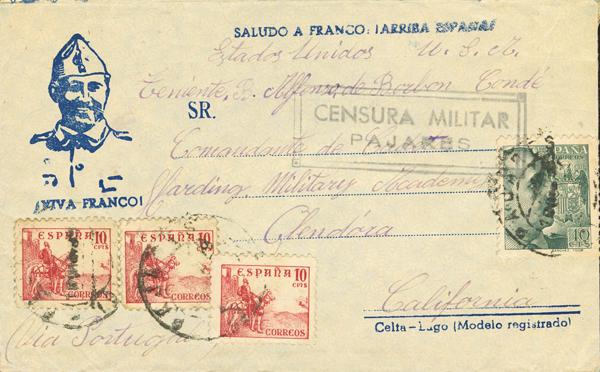 SALUDO A FRANCO: ¡ARRIBA ESPAÑA!
Estados Unidos U. S. A.
Teniente, D. Alfonso de Borbon Condé
SR.
CENSURA MILITAR
PAJARES
Comandante de
Harding Military Academy
Glendora
¡VIVA FRANCO!
ESPAÑA
CORREOS
10
ESPAÑA 10
CTS
CORREOS
ESPAÑA 10
CTS
CORREOS
ESPAÑA 10
CTS
CORREOS
California
Celta-Lugo (Modelo registrado)
Via Portugal